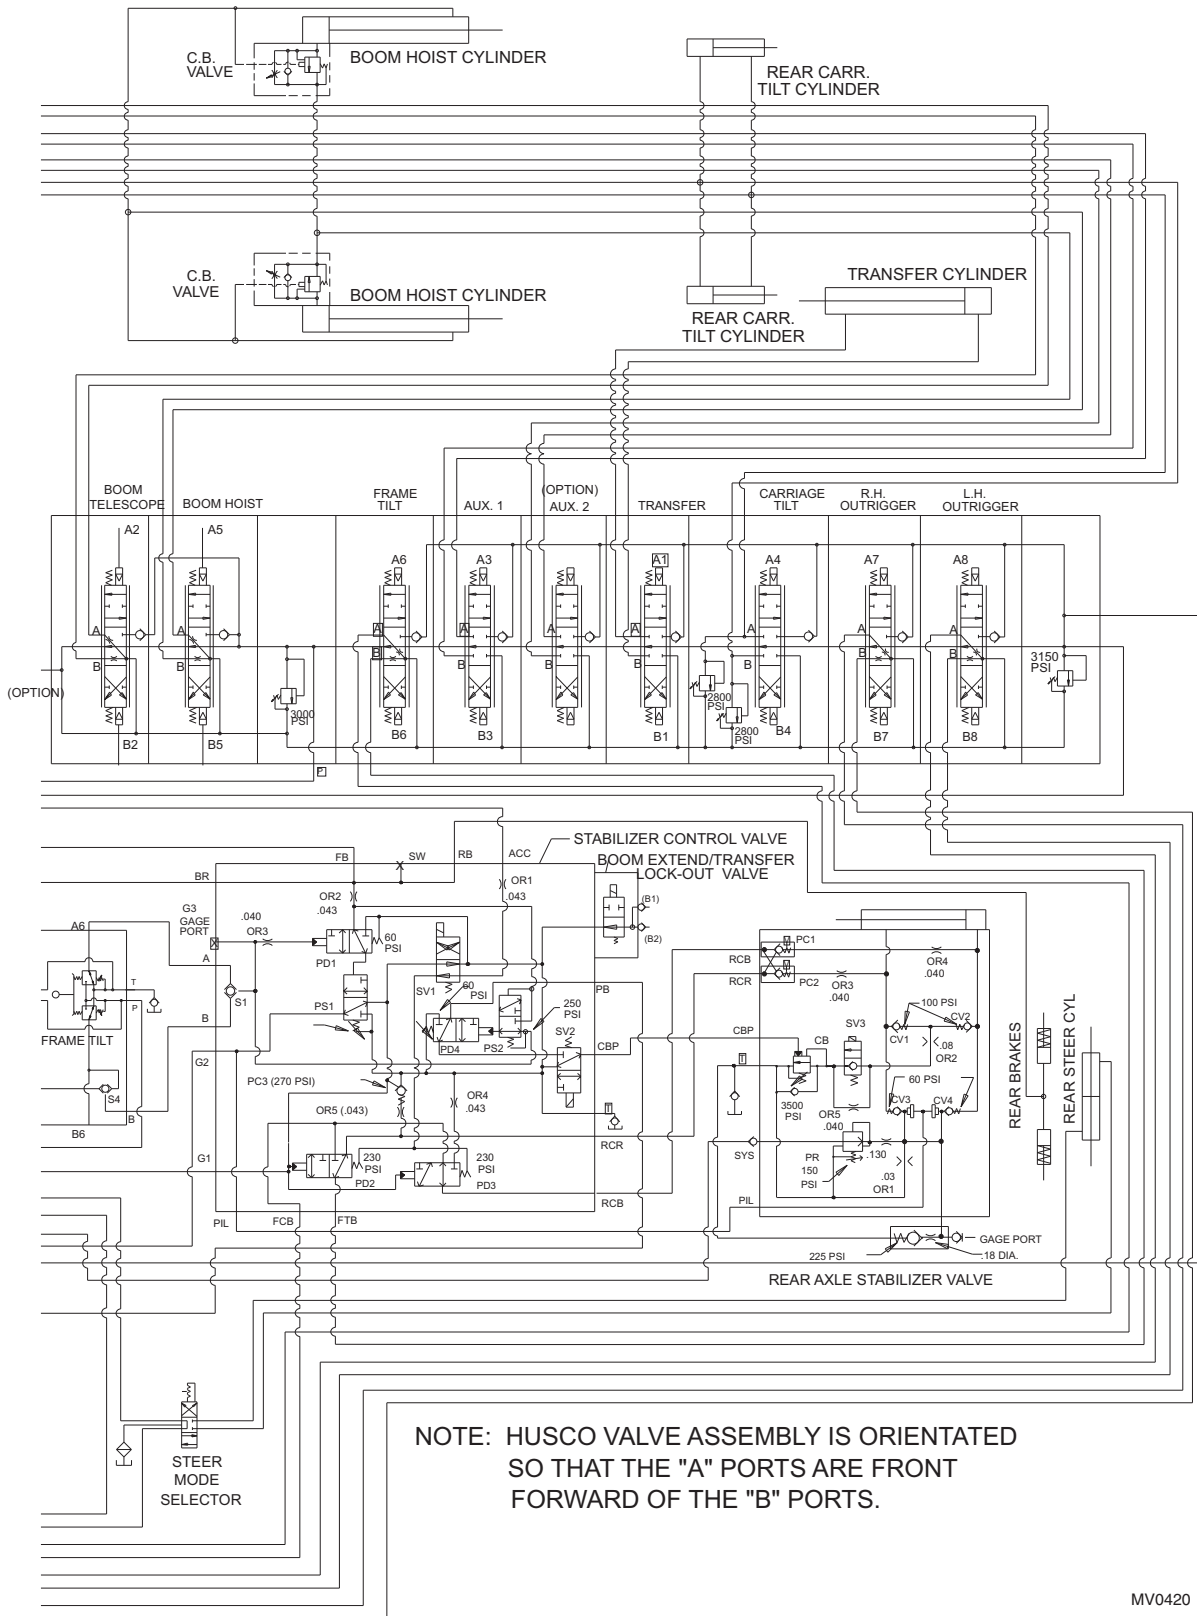 C.B.
VALVE
BOOM HOIST CYLINDER
REAR CARR.
TILT CYLINDER
C.B.
VALVE
BOOM HOIST CYLINDER
TRANSFER CYLINDER
REAR CARR.
TILT CYLINDER
BOOM
TELESCOPE
BOOM HOIST
FRAME
TILT
AUX. 1
(OPTION)
AUX. 2
TRANSFER
CARRIAGE
TILT
R.H.
OUTRIGGER
L.H.
OUTRIGGER
A2
A5
A6
A3
A1
A4
A7
A8
A
A
A
A
A
A
A
A
B
B
B
B
B
B
B
B
(OPTION)
3000
PSI
2800
PSI
2800
PSI
3150
PSI
B2
B5
B6
B3
B1
B4
B7
B8
P
STABILIZER CONTROL VALVE
BOOM EXTEND/TRANSFER
LOCK-OUT VALVE
FB
SW
RB
ACC
BR
OR2
.043
OR1
.043
(B1)
(B2)
G3
GAGE
PORT
.040
OR3
60
PSI
PD1
A6
A
T
P
S1
B
B
FRAME TILT
S4
B6
G2
G1
PS1
SV1
60
PSI
PD4
PS2
250
PSI
SV2
PB
CBP
PC3 (270 PSI)
OR5 (.043)
OR4
.043
T
RCR
230
PSI
PD2
230
PSI
PD3
RCB
PIL
FCB
FTB
RCB
RCR
PC1
PC2
OR4
.040
OR3
.040
100 PSI
CV2
CV1
.08
OR2
SV3
CB
CBP
T
3500
PSI
OR5
.040
60 PSI
CV3
CV4
SYS
PR
150
PSI
.130
.03
OR1
PIL
GAGE PORT
225 PSI
.18 DIA.
REAR AXLE STABILIZER VALVE
REAR BRAKES
REAR STEER CYL
STEER
MODE
SELECTOR
NOTE: HUSCO VALVE ASSEMBLY IS ORIENTATED
SO THAT THE "A" PORTS ARE FRONT
FORWARD OF THE "B" PORTS.
MV0420